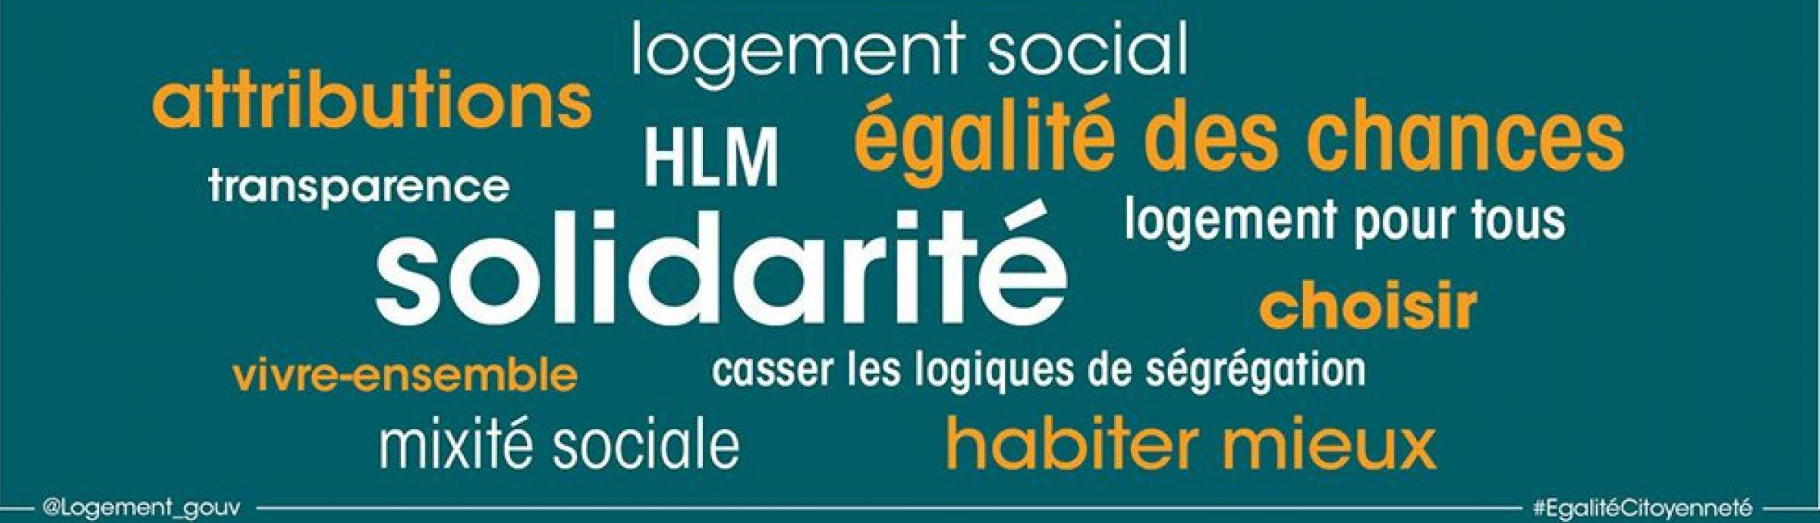 logement social
attributions
égalité des chances
HLM
transparence
logement pour tous
solidarité
choisir
vivre-ensemble
casser les logiques de ségrégation
mixité sociale
habiter mieux
@Logement_gouv
#EgalitéCitoyenneté